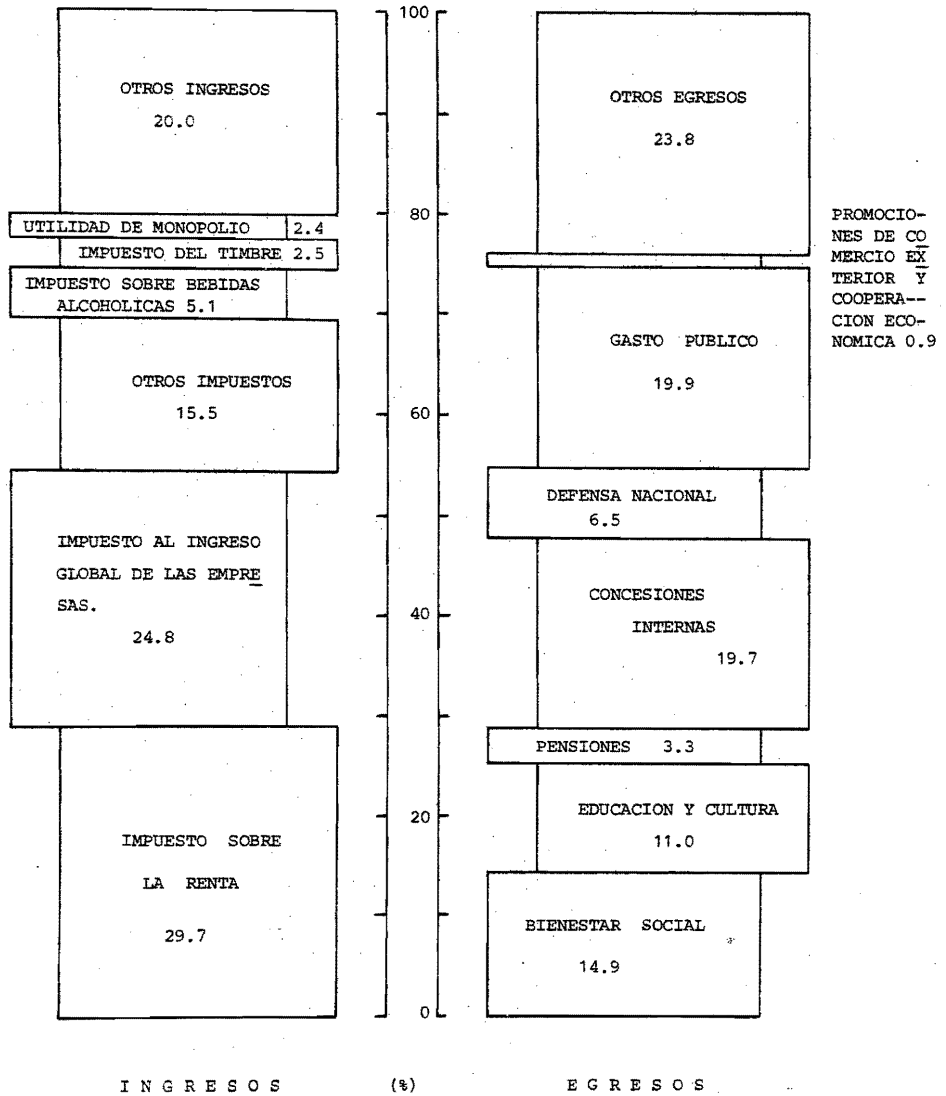 OTROS INGRESOS
20.0
UTILIDAD DE MONOPOLIO 2.4
IMPUESTO DEL TIMBRE 2.5
IMPUESTO SOBRE BEBIDAS
ALCOHOLICAS 5.1
OTROS IMPUESTOS
15.5
IMPUESTO AL INGRESO
GLOBAL DE LAS EMPRE
SAS.
24.8
IMPUESTO SOBRE
LA RENTA
29.7
100
80
60
40
20
0
OTROS EGRESOS
23.8
PROMOCIO-
NES DE CO
MERCIO EX
TERIOR Y
COOPERA--
CION ECO-
NOMICA 0.9
GASTO PUBLICO
19.9
DEFENSA NACIONAL
6.5
CONCESIONES
INTERNAS
19.7
PENSIONES 3.3
EDUCACION Y CULTURA
11.0
BIENESTAR SOCIAL
14.9
INGRESOS (%) EGRESOS